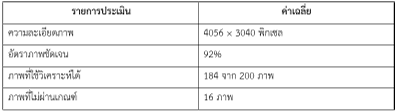 รายการประเมิน ค่าเฉลี่ย
ความละเอียดภาพ 4056 × 3040 พิกเซล
อัตราภาพชัดเจน 92%
ภาพที่ใช้วิเคราะห์ได้ 184 จาก 200 ภาพ
ภาพที่ไม่ผ่านเกณฑ์ 16 ภาพ